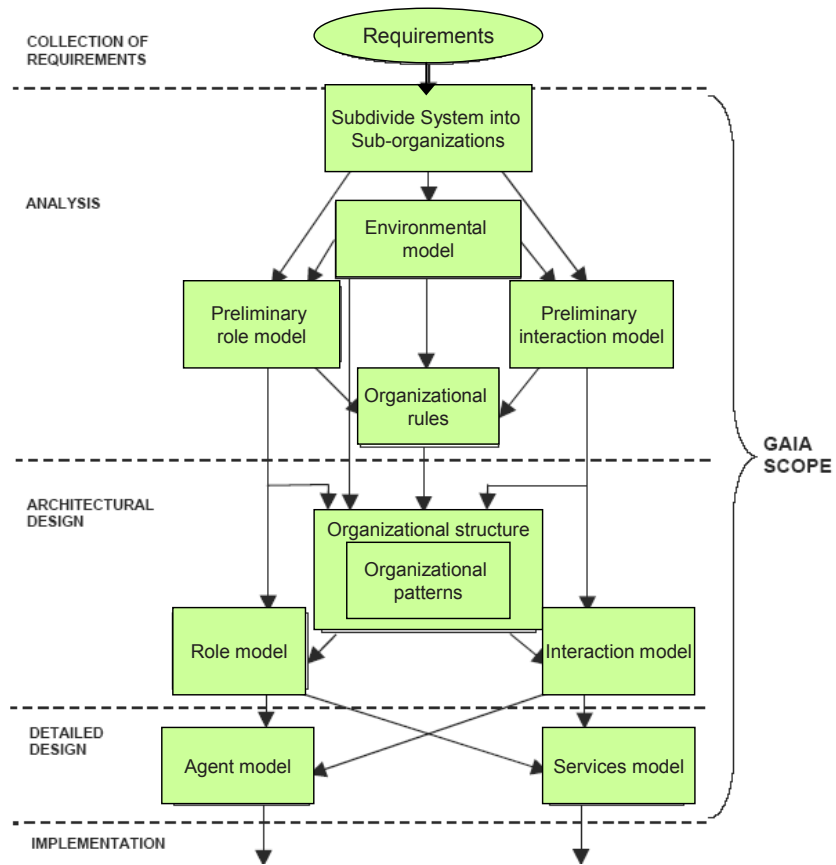 COLLECTION OF
REQUIREMENTS
Requirements
Subdivide System into
Sub-organizations
ANALYSIS
Environmental
model
Preliminary
role model
Preliminary
interaction model
Organizational
rules
GAIA
SCOPE
ARCHITECTURAL
DESIGN
Organizational structure
Organizational
patterns
Role model
Interaction model
DETAILED
DESIGN
Agent model
Services model
IMPLEMENTATION